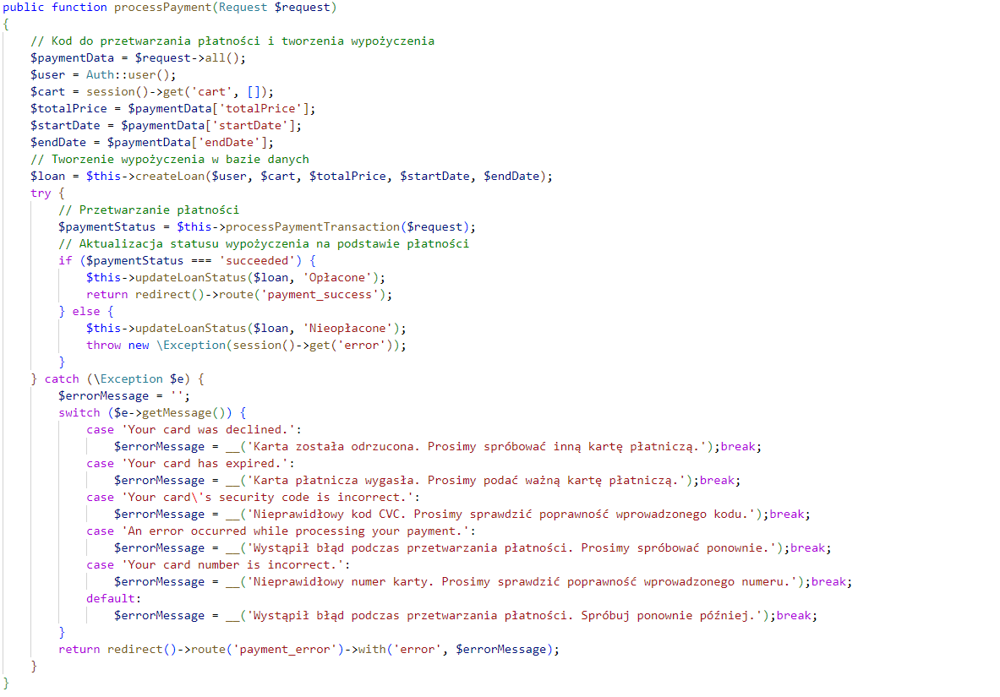 public function processPayment(Request $request)
{
    // Kod do przetwarzania płatności i tworzenia wypożyczenia
    $paymentData = $request->all();
    $user = Auth::user();
    $cart = session()->get('cart', []);
    $totalPrice = $paymentData['totalPrice'];
    $startDate = $paymentData['startDate'];
    $endDate = $paymentData['endDate'];
    // Tworzenie wypożyczenia w bazie danych
    $loan = $this->createLoan($user, $cart, $totalPrice, $startDate, $endDate);
    try {
        // Przetwarzanie płatności
        $paymentStatus = $this->processPaymentTransaction($request);
        // Aktualizacja statusu wypożyczenia na podstawie płatności
        if ($paymentStatus === 'succeeded') {
            $this->updateLoanStatus($loan, 'Opłacone');
            return redirect()->route('payment_success');
        } else {
            $this->updateLoanStatus($loan, 'Nieopłacone');
            throw new \Exception(session()->get('error'));
        }
    } catch (\Exception $e) {
        $errorMessage = '';
        switch ($e->getMessage()) {
            case 'Your card was declined.':
                $errorMessage = __('Karta została odrzucona. Prosimy spróbować inną kartę płatniczą.');break;
            case 'Your card has expired.':
                $errorMessage = __('Karta płatnicza wygasła. Prosimy podać ważną kartę płatniczą.');break;
            case 'Your card\'s security code is incorrect.':
                $errorMessage = __('Nieprawidłowy kod CVC. Prosimy sprawdzić poprawność wprowadzonego kodu.');break;
            case 'An error occurred while processing your payment.':
                $errorMessage = __('Wystąpił błąd podczas przetwarzania płatności. Prosimy spróbować ponownie.');break;
            case 'Your card number is incorrect.':
                $errorMessage = __('Nieprawidłowy numer karty. Prosimy sprawdzić poprawność wprowadzonego numeru.');break;
            default:
                $errorMessage = __('Wystąpił błąd podczas przetwarzania płatności. Spróbuj ponownie później.');break;
        }
        return redirect()->route('payment_error')->with('error', $errorMessage);
    }
}